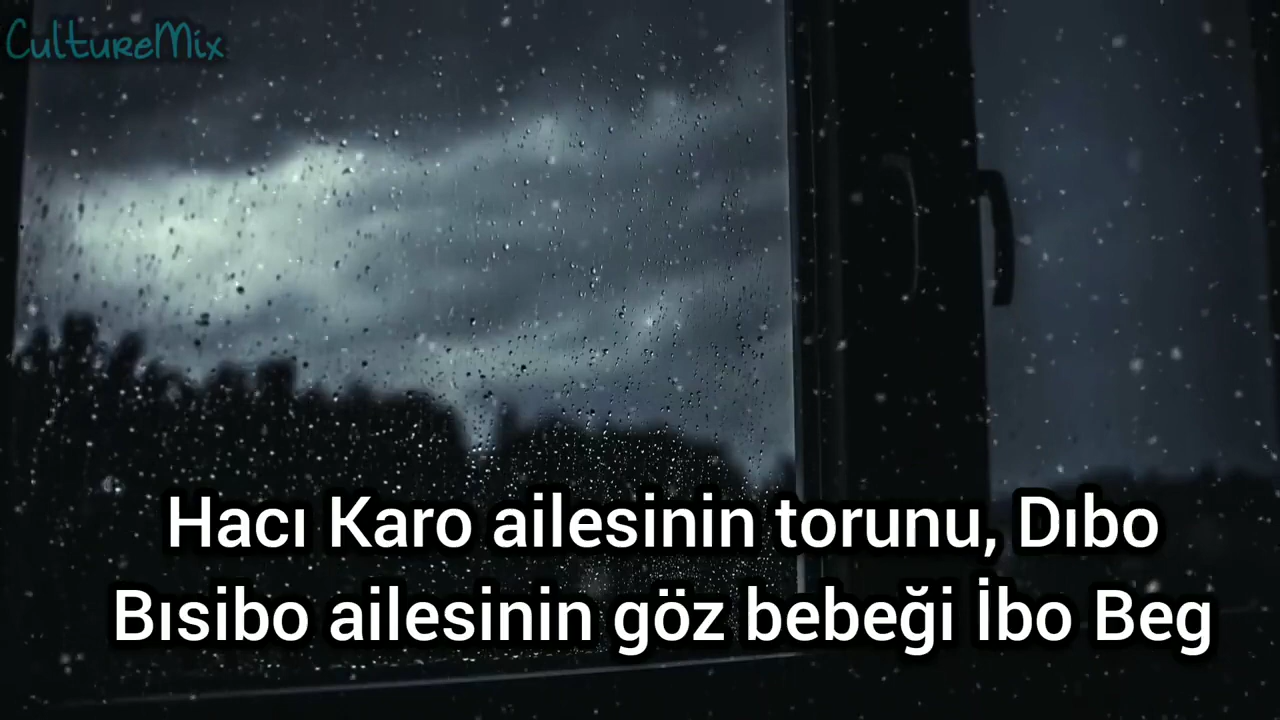 CultureMix
Hacı Karo ailesinin torunu, Dıbo
Bısibo ailesinin göz bebeği İbo Beg